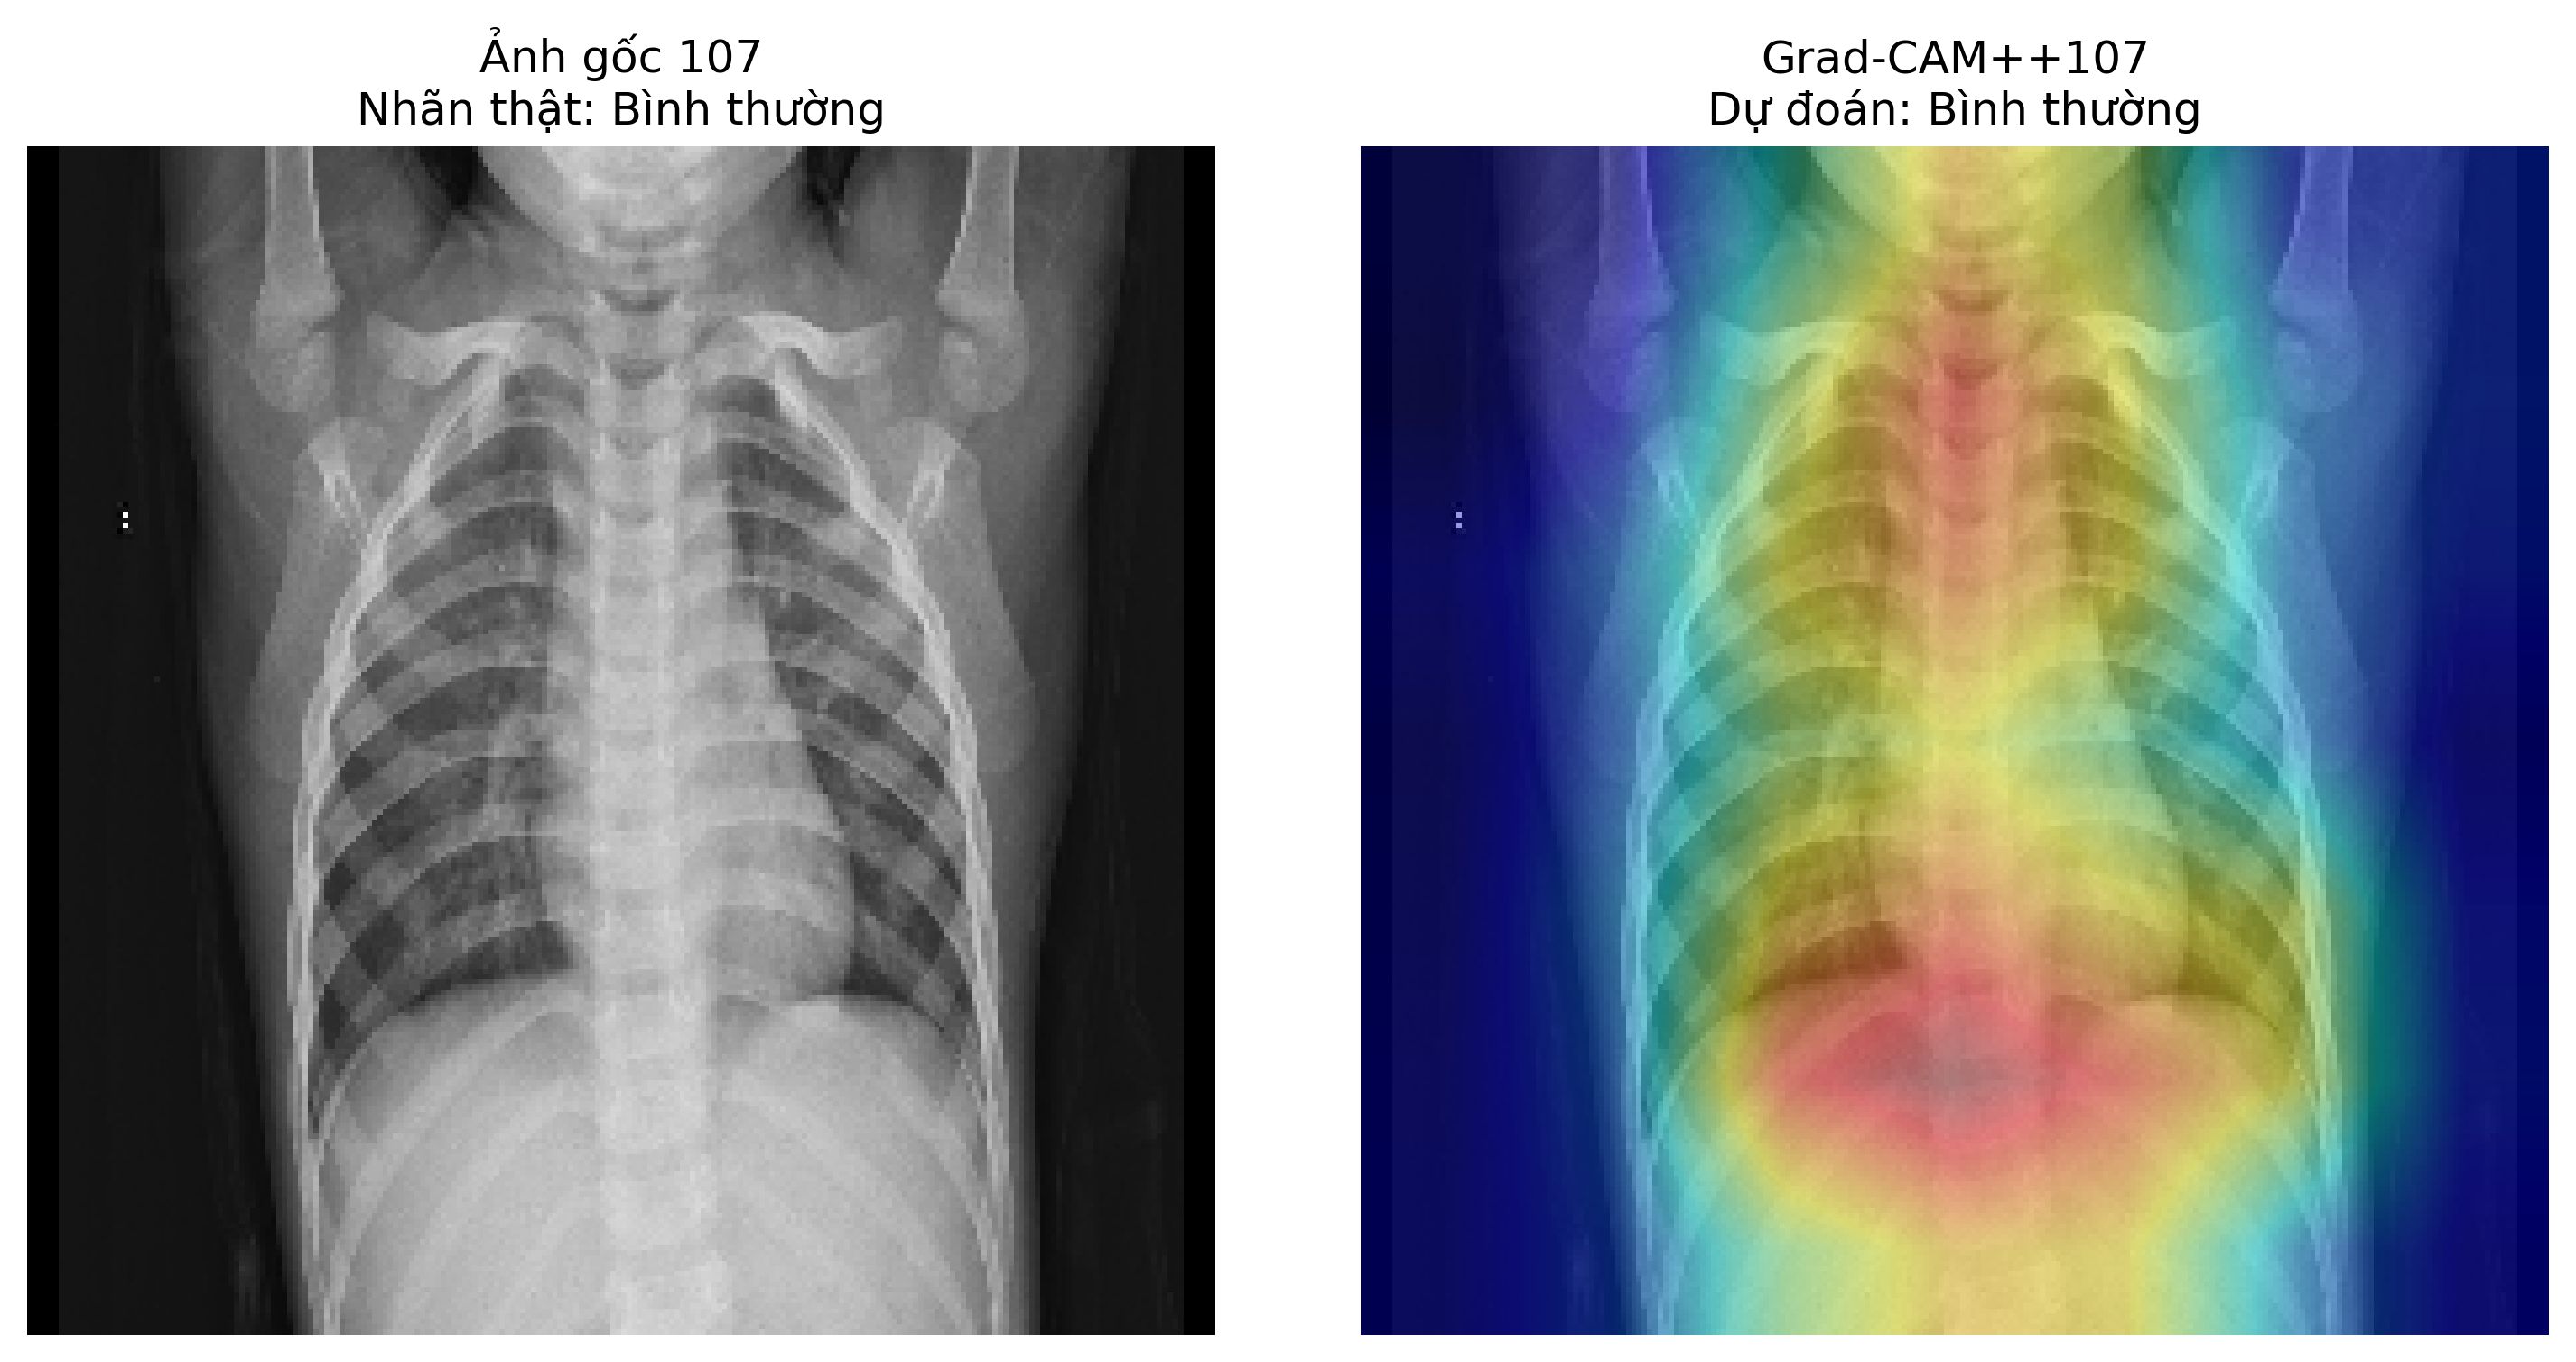 Ảnh gốc 107
Nhãn thật: Bình thường
Grad-CAM++107
Dự đoán: Bình thường